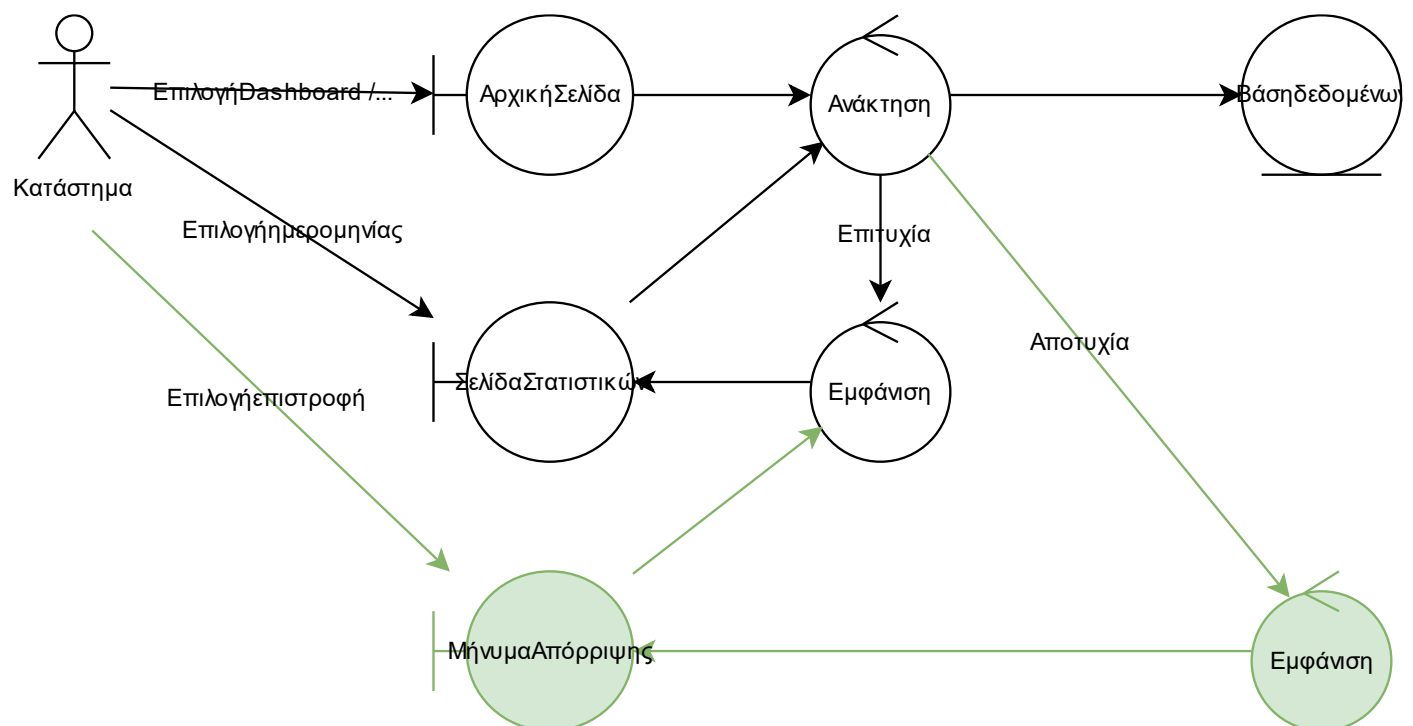 ΕπιλογήDashboard /...
ΑρχικήΣελίδα
Ανάκτηση
Βάσηδεδομένων
Κατάστημα
Επιλογήημερομηνίας
Επιτυχία
Αποτυχία
ΣελίδαΣτατιστικών
Εμφάνιση
Επιλογήεπιστροφή
ΜήνυμαΑπόρριψης
Εμφάνιση